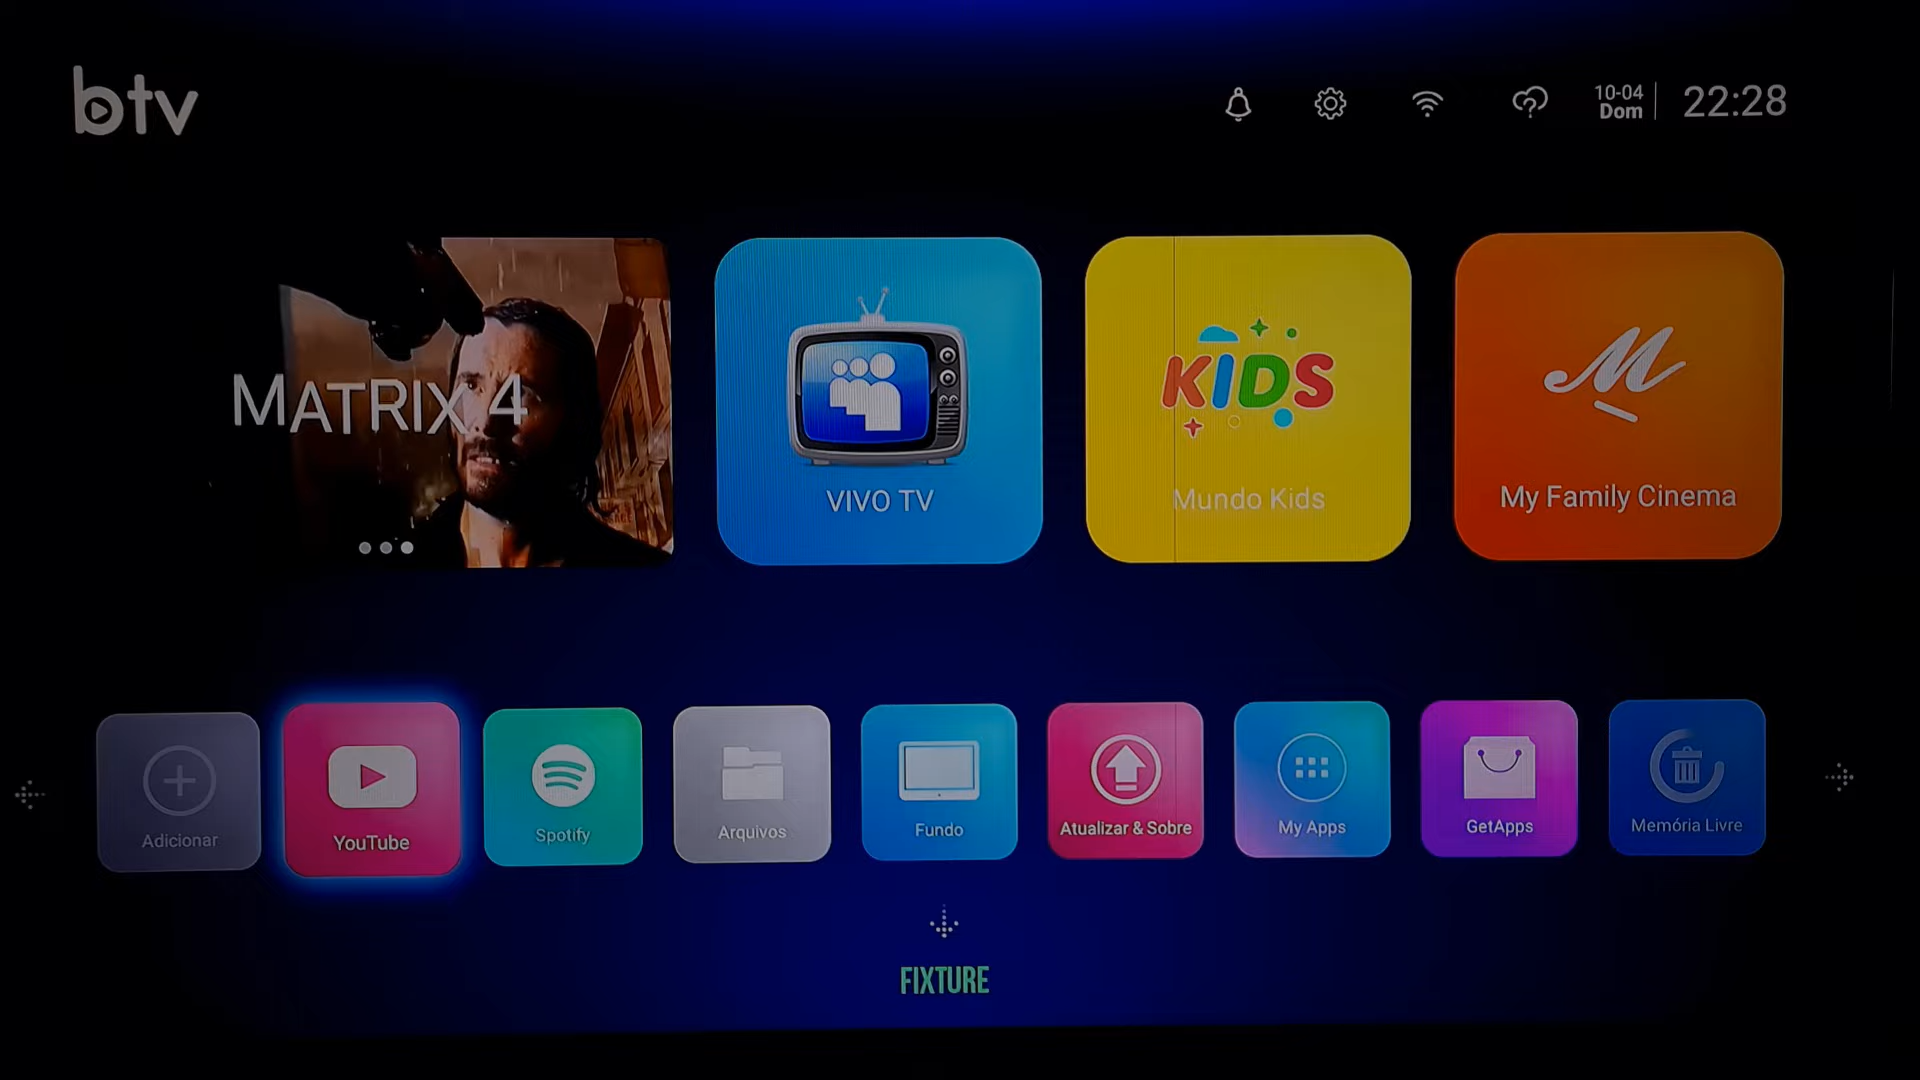 btv
10-04
Dom
22:28
MATRIX 4
VIVO TV
KIDS
Mundo Kids
M
My Family Cinema
Adicionar
YouTube
Spotify
Arquivos
Fundo
Atualizar & Sobre
My Apps
GetApps
Memória Livre
FIXTURE